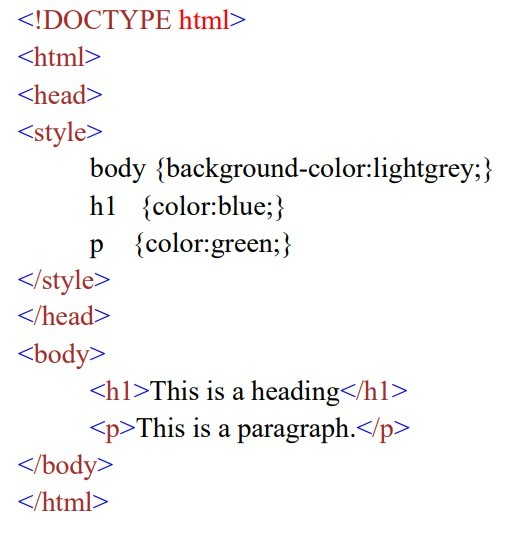 <!DOCTYPE html>
<html>
<head>
<style>
body {background-color:lightgrey;}
h1 {color:blue;}
p {color:green;}
</style>
</head>
<body>
<h1>This is a heading</h1>
<p>This is a paragraph.</p>
</body>
</html>